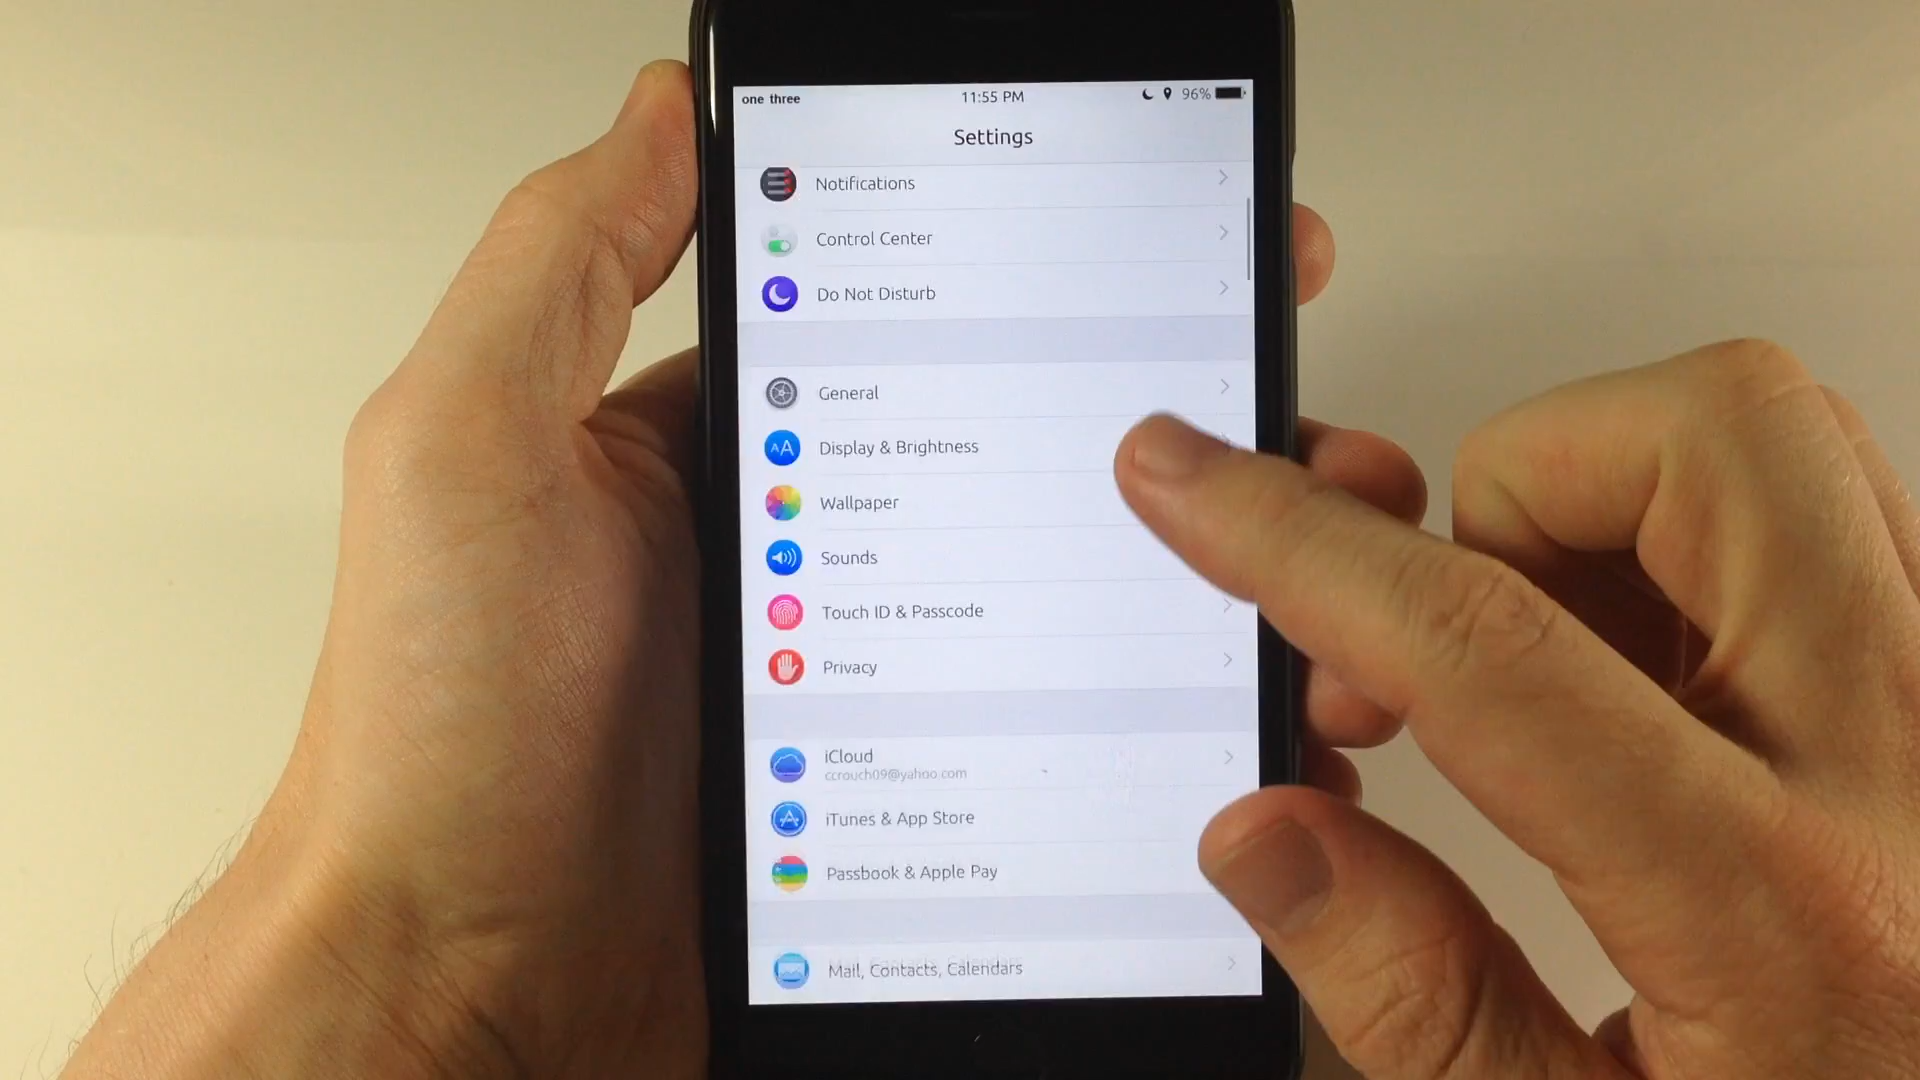 one three 11:55 PM 96%
Settings
Notifications
Control Center
Do Not Disturb
General
AA Display & Brightness
Wallpaper
Sounds
Touch ID & Passcode
Privacy
iCloud
ccrouch09@yahoo.com
iTunes & App Store
Passbook & Apple Pay
Mail, Contacts, Calendars